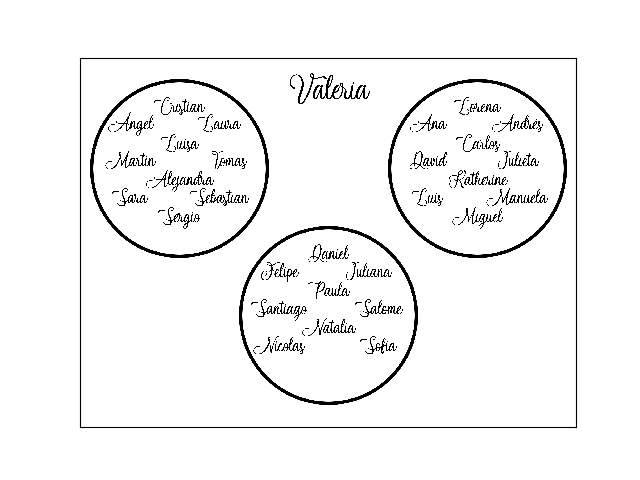 Valeria
Cristian
Angel Laura
Luisa
Martin Tomas
Alejandra
Sara Sebastian
Sergio
Lorena
Ana Andrés
Carlos
David Julieta
Katherine
Luis Manuela
Miguel
Daniel
Felipe Juliana
Paula
Santiago Salome
Natalia
Nicolas Sofia